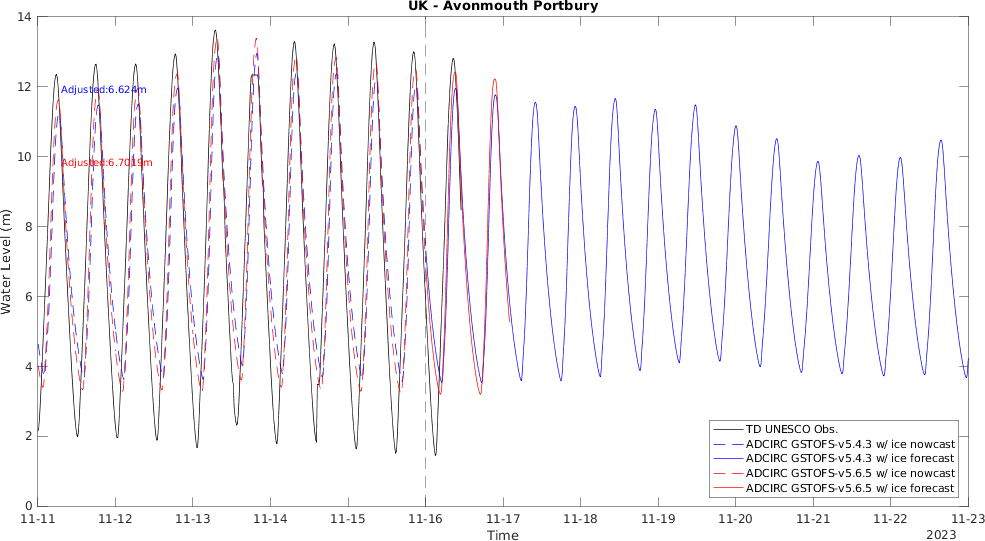 UK - Avonmouth Portbury
14
12
10
8
6
4
2
0
Water Level (m)
Adjusted:6.624m
Adjusted:6.7019m
TD UNESCO Obs.
ADCIRC GSTOFS-v5.4.3 w/ ice nowcast
ADCIRC GSTOFS-v5.4.3 w/ ice forecast
ADCIRC GSTOFS-v5.6.5 w/ ice nowcast
ADCIRC GSTOFS-v5.6.5 w/ ice forecast
11-11 11-12 11-13 11-14 11-15 11-16 11-17 11-18 11-19 11-20 11-21 11-22 11-23
Time
2023